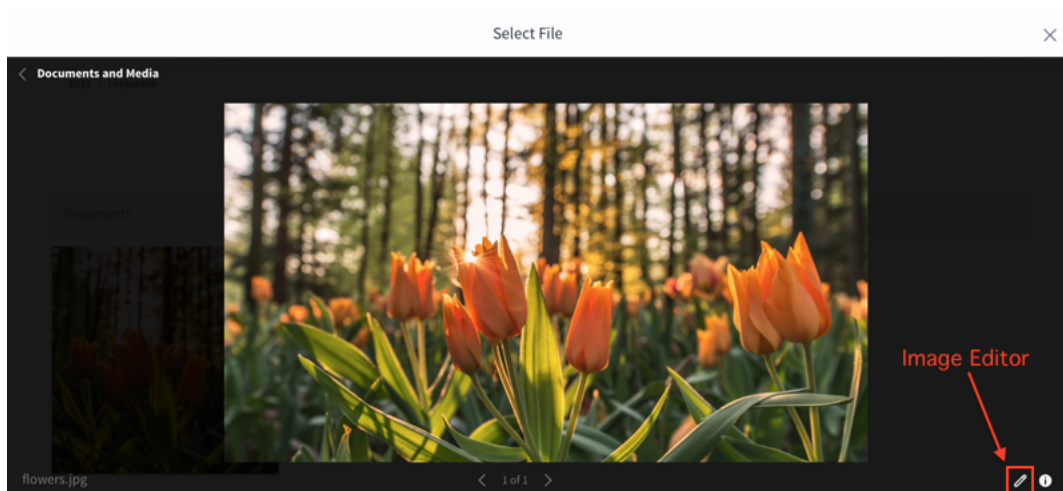 Select File
Documents and Media
Documents
Image Editor
flowers.jpg
1 of 1